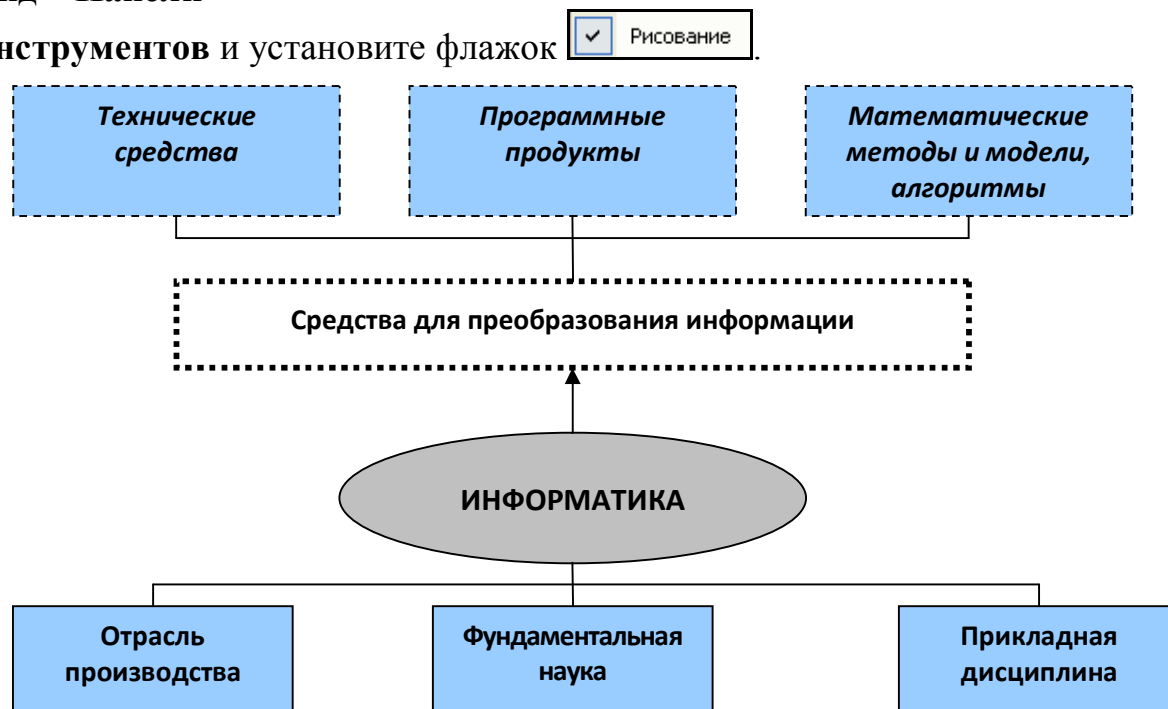 нструментов и установите флажок Рисование.
Технические
средства
Программные
продукты
Математические
методы и модели,
алгоритмы
Средства для преобразования информации
ИНФОРМАТИКА
Отрасль
производства
Фундаментальная
наука
Прикладная
дисциплина